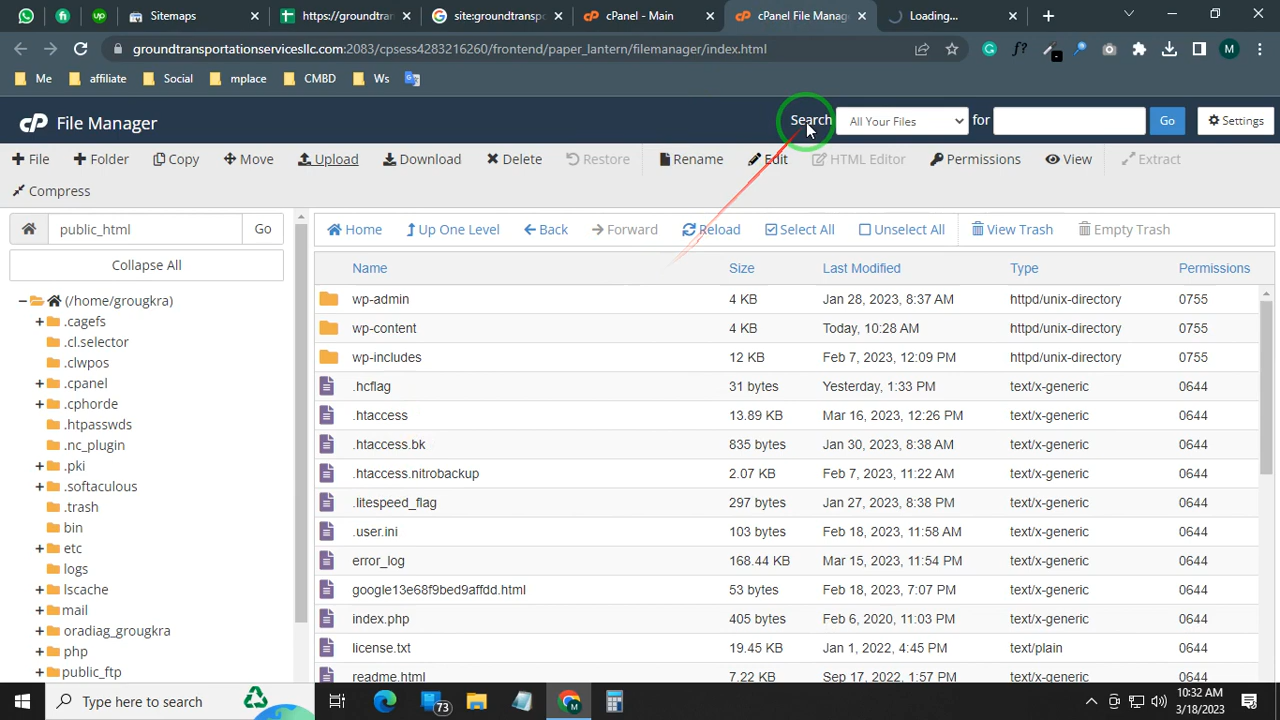 Sitemaps
https://groundtran
site:groundtranspo
cPanel - Main
cPanel File Manage
Loading...
groundtransportationservicesllc.com:2083/cpsess4283216260/frontend/paper_lantern/filemanager/index.html
Me
affiliate
Social
mplace
CMBD
Ws
cP File Manager
Search All Your Files for Go Settings
File Folder Copy Move Upload Download Delete Restore Rename Edit HTML Editor Permissions View Extract
Compress
public_html Go
Home Up One Level Back Forward Reload Select All Unselect All View Trash Empty Trash
Collapse All
(/home/grougkra)
.cagefs
.cl.selector
.clwpos
.cpanel
.cphorde
.htpasswds
.nc_plugin
.pki
.softaculous
.trash
bin
etc
logs
lscache
mail
oradiag_grougkra
php
public_ftp
Name Size Last Modified Type Permissions
wp-admin 4 KB Jan 28, 2023, 8:37 AM httpd/unix-directory 0755
wp-content 4 KB Today, 10:28 AM httpd/unix-directory 0755
wp-includes 12 KB Feb 7, 2023, 12:09 PM httpd/unix-directory 0755
.hcflag 31 bytes Yesterday, 1:33 PM text/x-generic 0644
.htaccess 13.89 KB Mar 16, 2023, 12:26 PM text/x-generic 0644
.htaccess.bk 835 bytes Jan 30, 2023, 8:38 AM text/x-generic 0644
.htaccess.nitrobackup 2.07 KB Feb 7, 2023, 11:22 AM text/x-generic 0644
.litespeed_flag 297 bytes Jan 27, 2023, 8:38 PM text/x-generic 0644
.user.ini 103 bytes Feb 18, 2023, 11:58 AM text/x-generic 0644
error_log 168.44 KB Mar 15, 2023, 11:54 PM text/x-generic 0644
google13e68f9bed9affdd.html 53 bytes Feb 18, 2023, 7:07 PM text/x-generic 0644
index.php 405 bytes Feb 6, 2020, 11:03 PM text/x-generic 0644
license.txt 19.45 KB Jan 1, 2022, 4:45 PM text/plain 0644
readme.html 7.22 KB Sep 17, 2022, 1:57 PM text/x-generic 0644
Type here to search
73
10:32 AM
3/18/2023